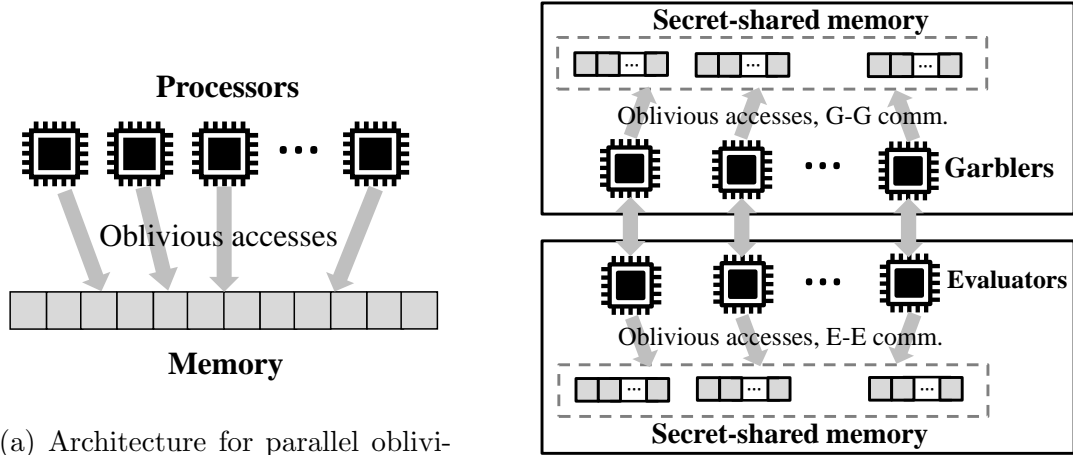 Processors
...
Oblivious accesses
Memory
(a) Architecture for parallel oblivi-
Secret-shared memory
... ... ...
Oblivious accesses, G-G comm.
... Garblers
... Evaluators
Oblivious accesses, E-E comm.
... ... ...
Secret-shared memory